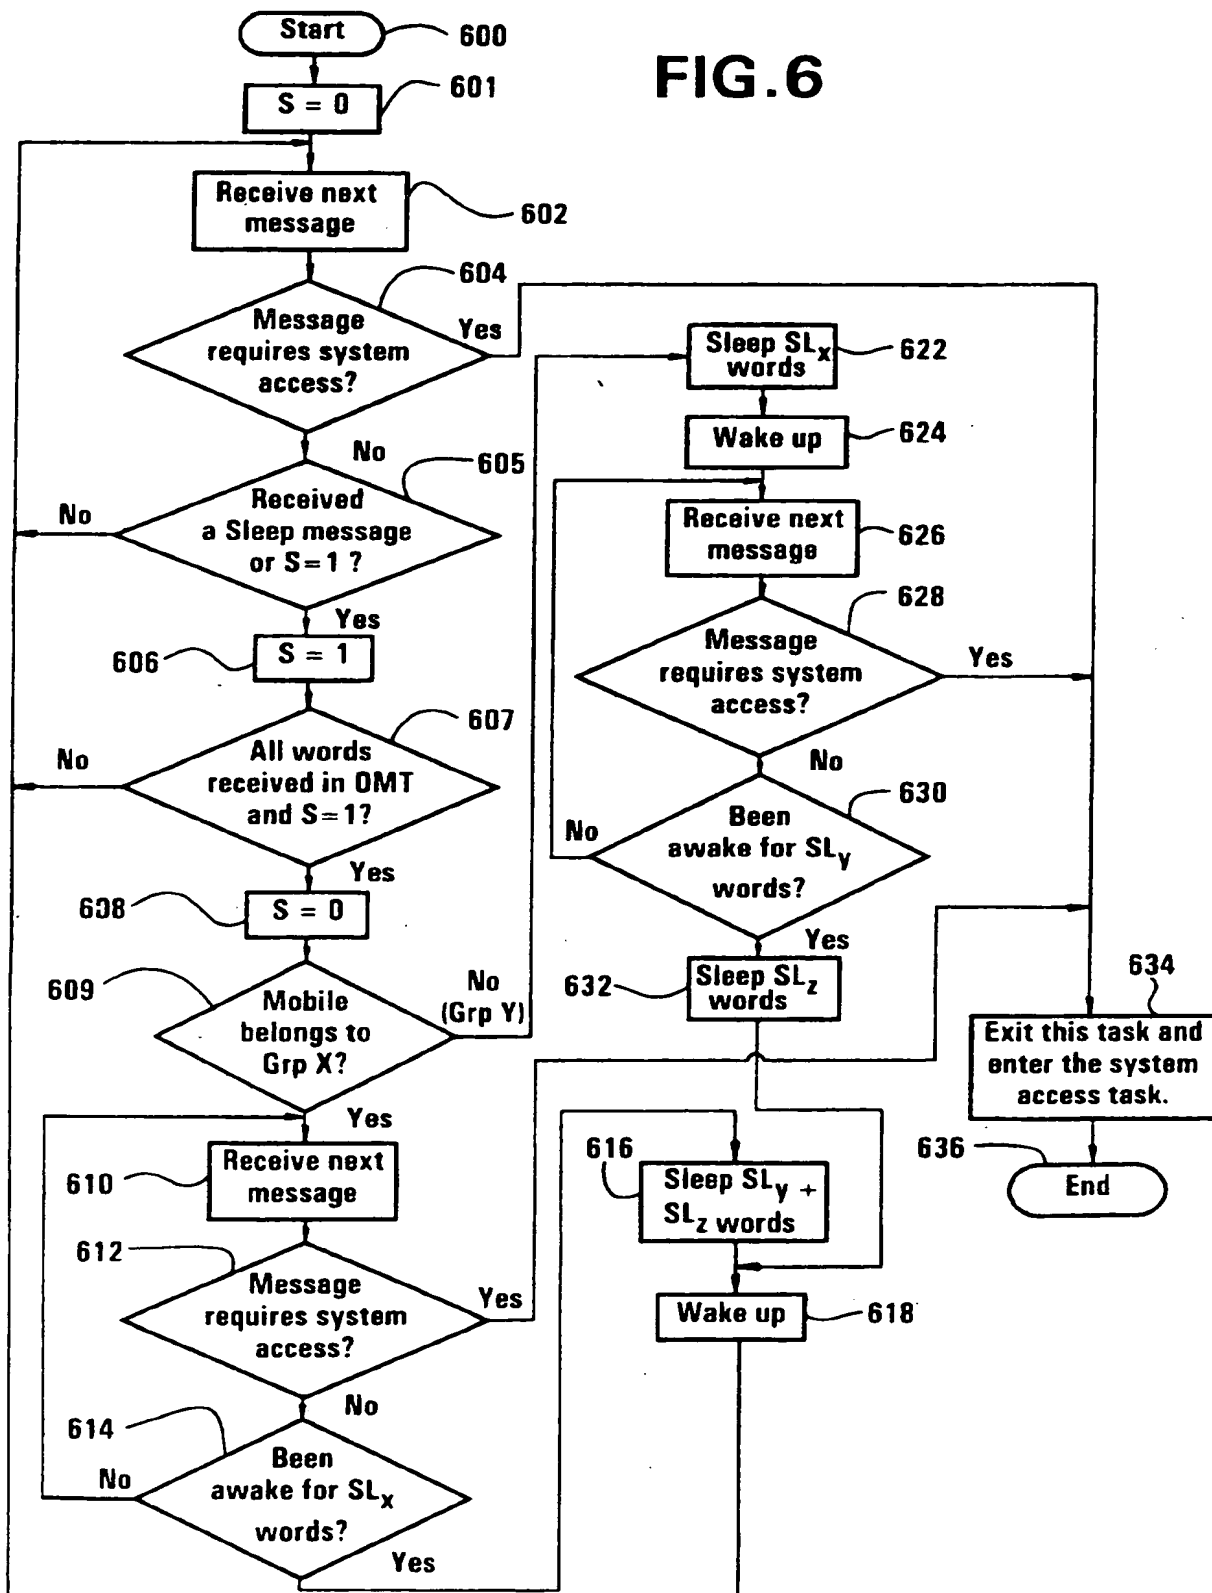 FIG.6
Start
600
S = 0
601
Receive next
message
602
604
Message
requires system
access?
Yes
No
605
Received
a Sleep message
or S=1 ?
No
Yes
606
S = 1
607
All words
received in OMT
and S=1?
No
Yes
608
S = 0
609
Mobile
belongs to
Grp X?
No
(Grp Y)
Yes
610
Receive next
message
612
Message
requires system
access?
Yes
No
614
Been
awake for SLx
words?
No
Yes
Sleep SLx
words
622
Wake up
624
Receive next
message
626
628
Message
requires system
access?
Yes
No
630
Been
awake for SLy
words?
No
Yes
632
Sleep SLz
words
616
Sleep SLy +
SLz words
Wake up
618
634
Exit this task and
enter the system
access task.
636
End